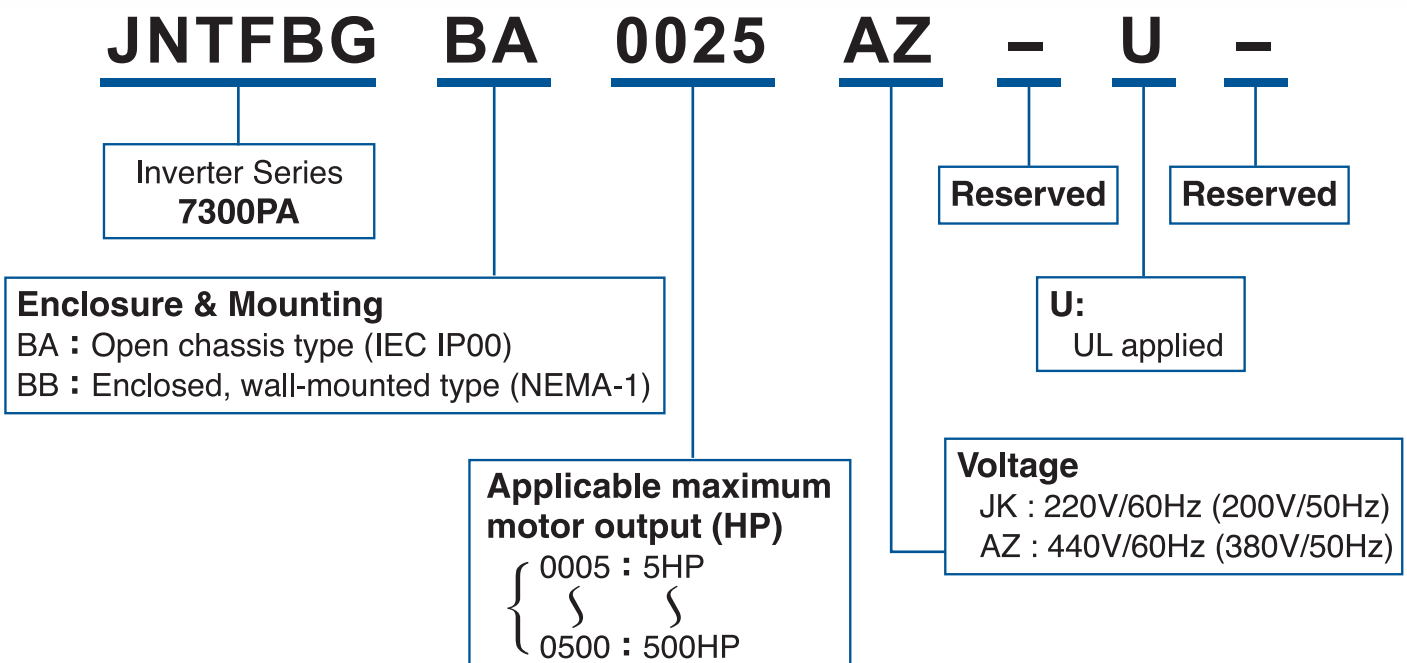 JNTFBG BA 0025 AZ – U –
Inverter Series
7300PA
Reserved
Reserved
Enclosure & Mounting
BA : Open chassis type (IEC IP00)
BB : Enclosed, wall-mounted type (NEMA-1)
U:
UL applied
Applicable maximum
motor output (HP)
0005 : 5HP
0500 : 500HP
Voltage
JK : 220V/60Hz (200V/50Hz)
AZ : 440V/60Hz (380V/50Hz)